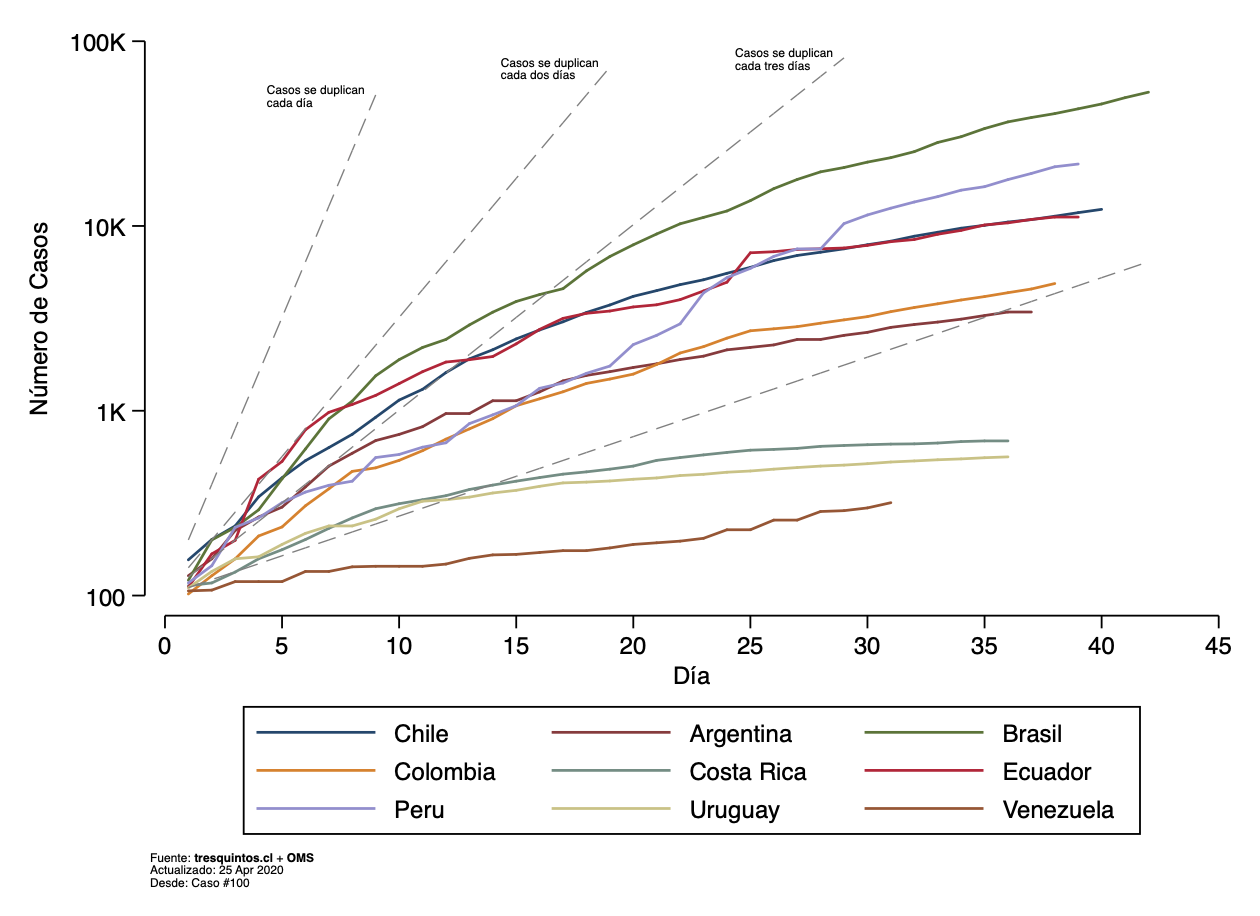 100K
10K
1K
100
Número de Casos
Casos se duplican
cada día
Casos se duplican
cada dos días
Casos se duplican
cada tres días
0 5 10 15 20 25 30 35 40 45
Día
Chile Argentina Brasil
Colombia Costa Rica Ecuador
Peru Uruguay Venezuela
Fuente: tresquintos.cl + OMS
Actualizado: 25 Apr 2020
Desde: Caso #100